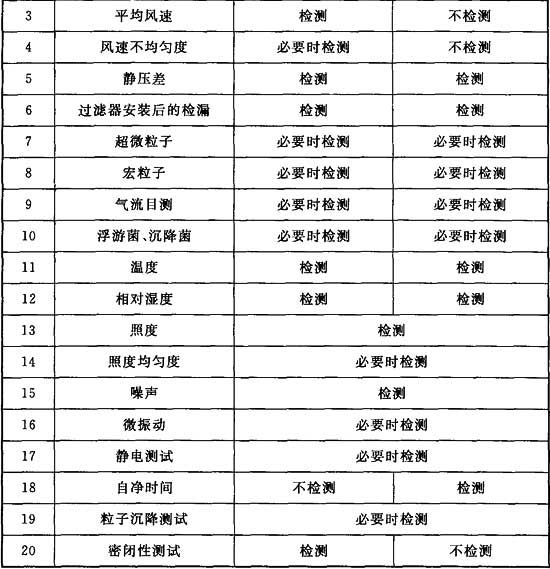 3 平均风速 检测 不检测
4 风速不均匀度 必要时检测 不检测
5 静压差 检测 检测
6 过滤器安装后的检漏 检测 检测
7 超微粒子 必要时检测 必要时检测
8 宏粒子 必要时检测 必要时检测
9 气流目测 必要时检测 必要时检测
10 浮游菌、沉降菌 必要时检测 必要时检测
11 温度 检测 检测
12 相对湿度 检测 检测
13 照度 检测
14 照度均匀度 必要时检测
15 噪声 检测
16 微振动 必要时检测
17 静电测试 必要时检测
18 自净时间 不检测 检测
19 粒子沉降测试 必要时检测
20 密闭性测试 检测 不检测